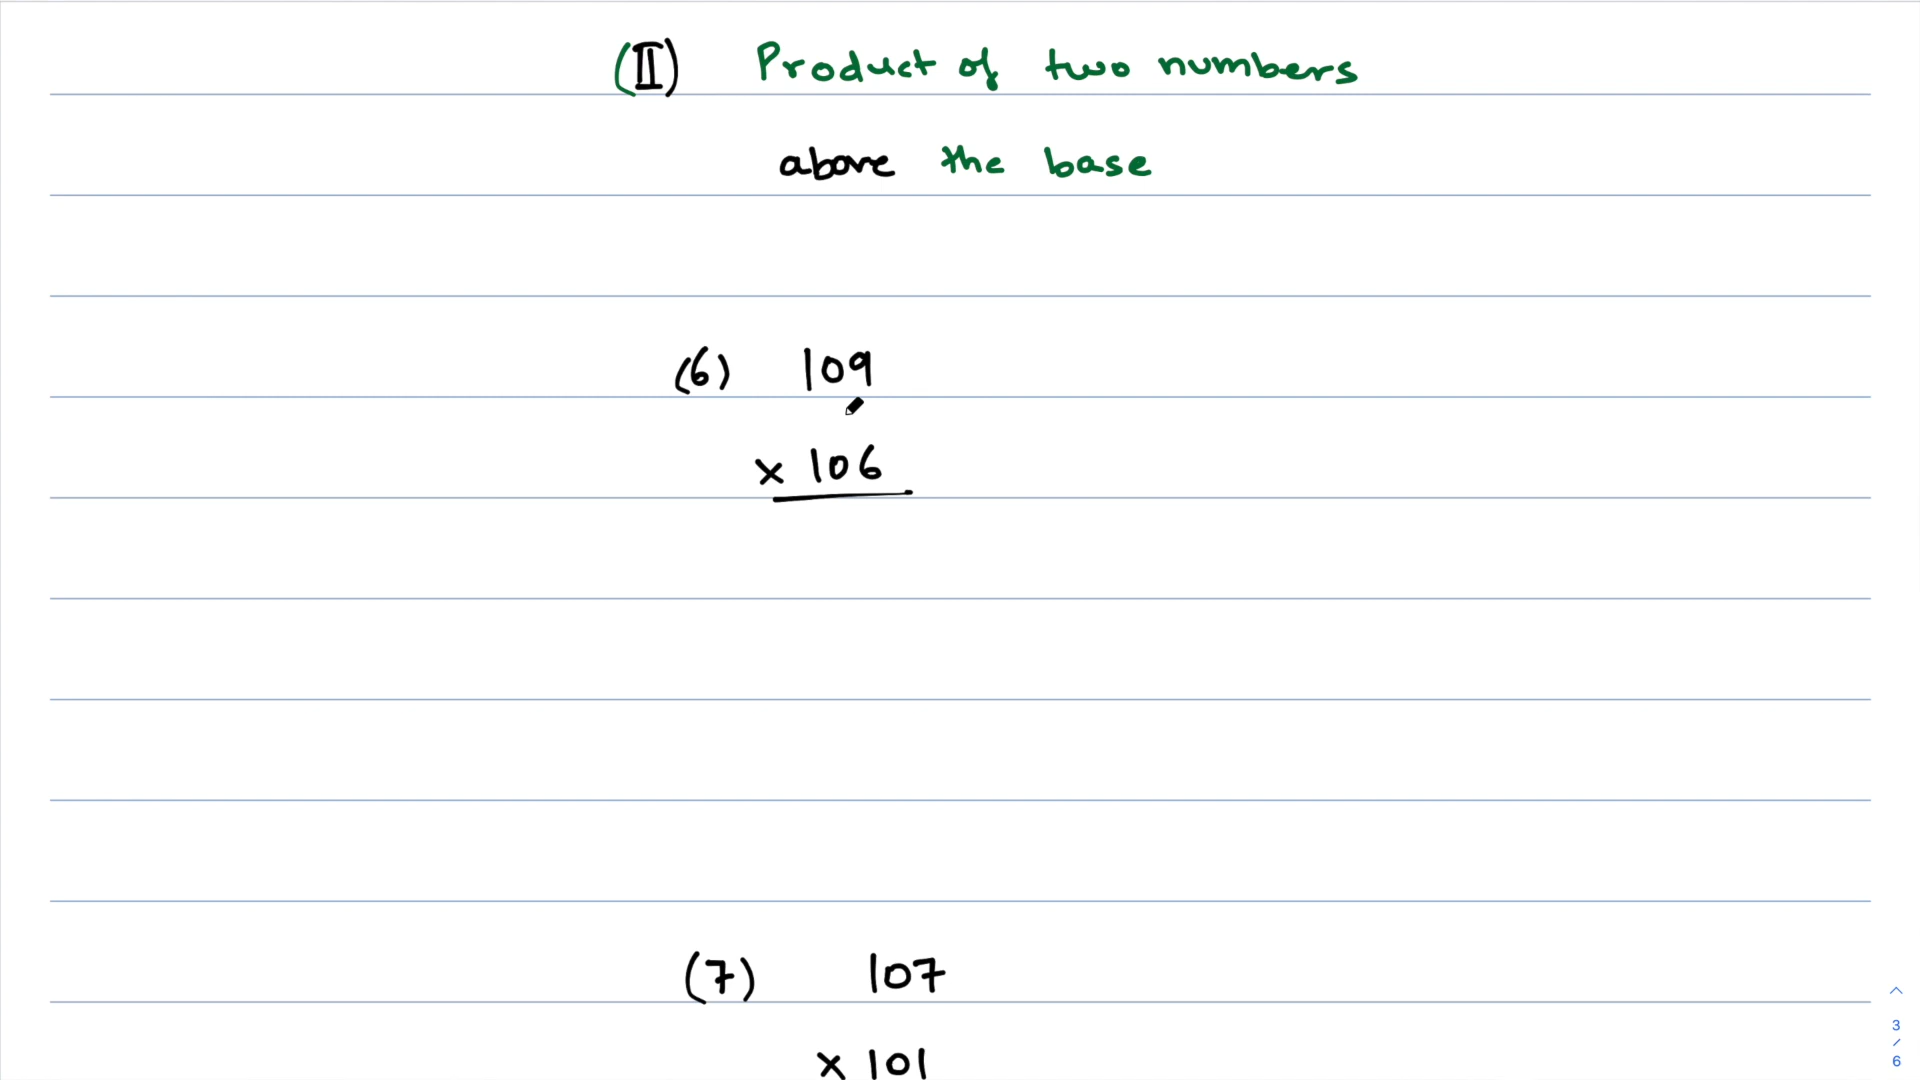 (II) Product of two numbers
above the base
(6) 109
x 106
(7) 107
x 101
3
/
6